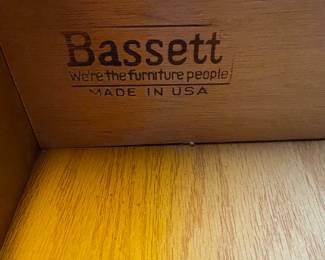 Bassett
We're the furniture people
MADE IN USA